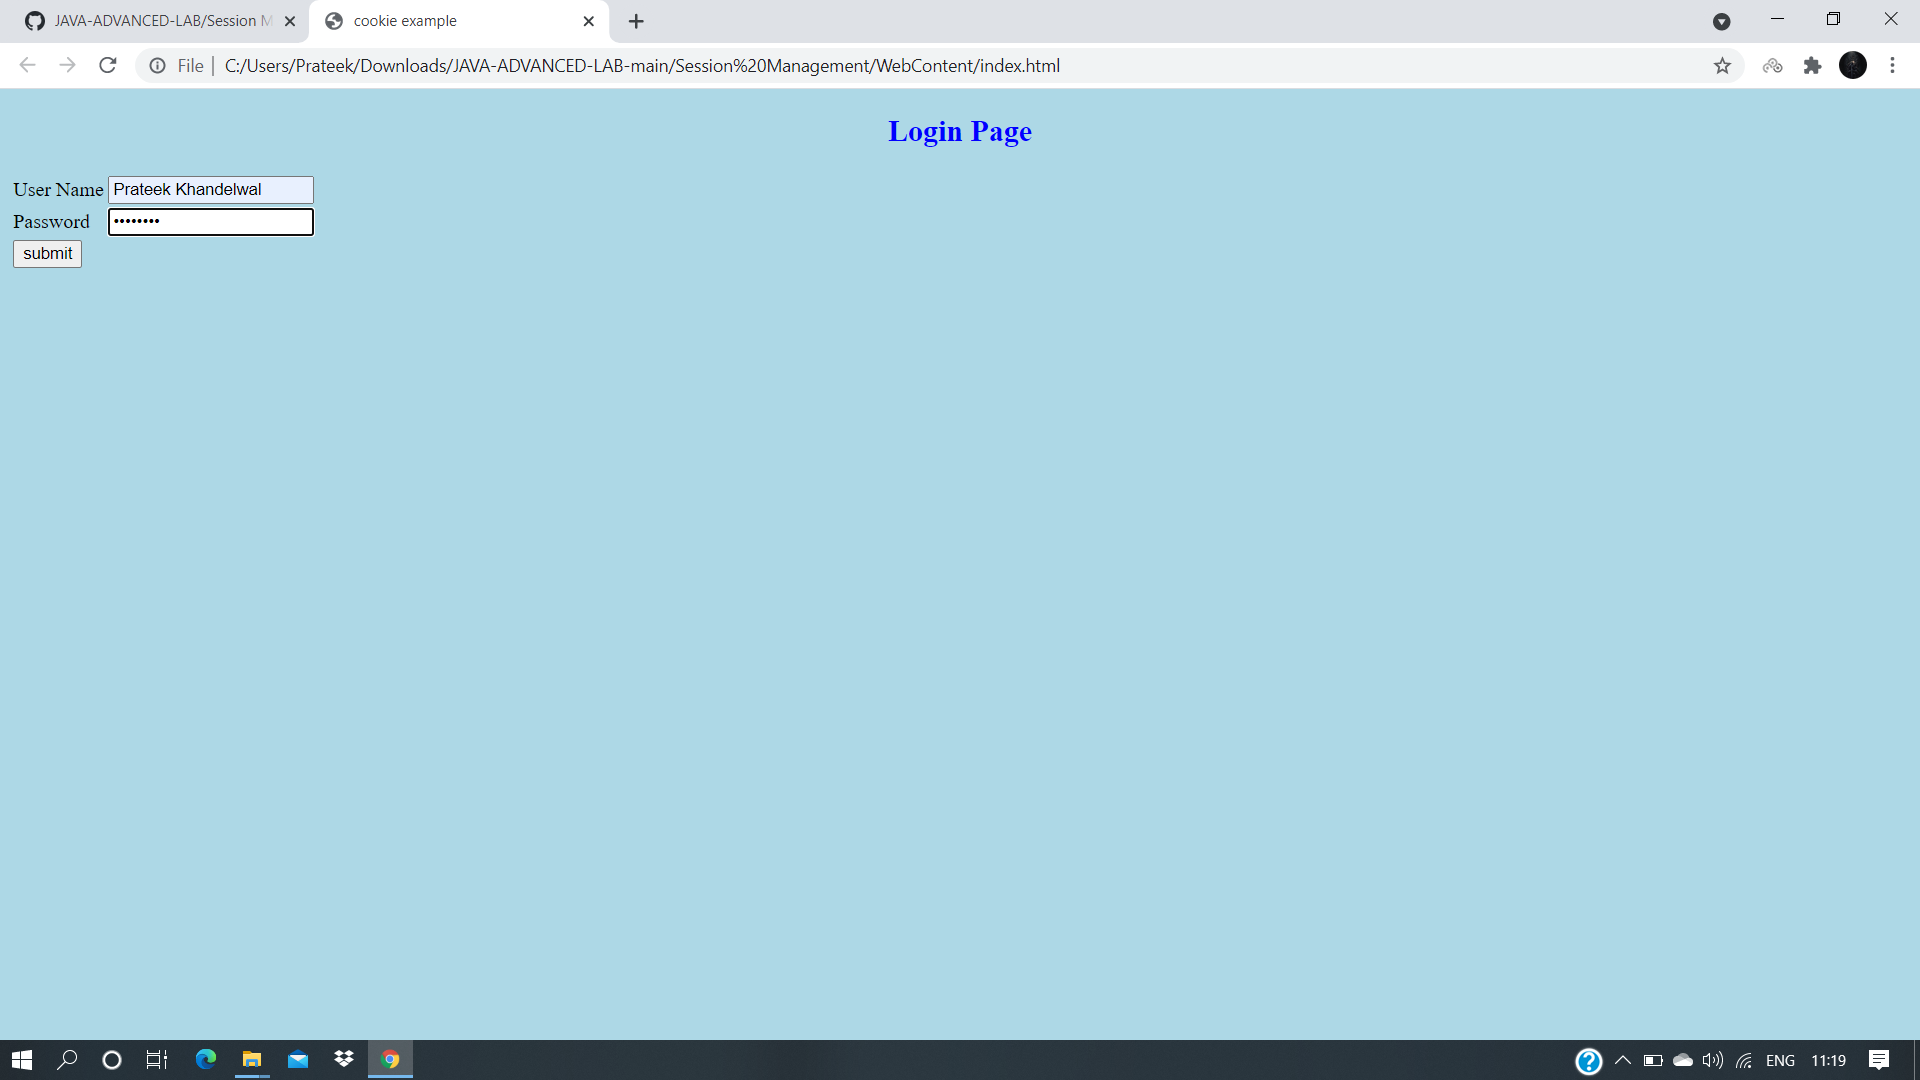 JAVA-ADVANCED-LAB/Session M
cookie example
File
C:/Users/Prateek/Downloads/JAVA-ADVANCED-LAB-main/Session%20Management/WebContent/index.html
Login Page
User Name Prateek Khandelwal
Password ••••••••
submit
ENG 11:19